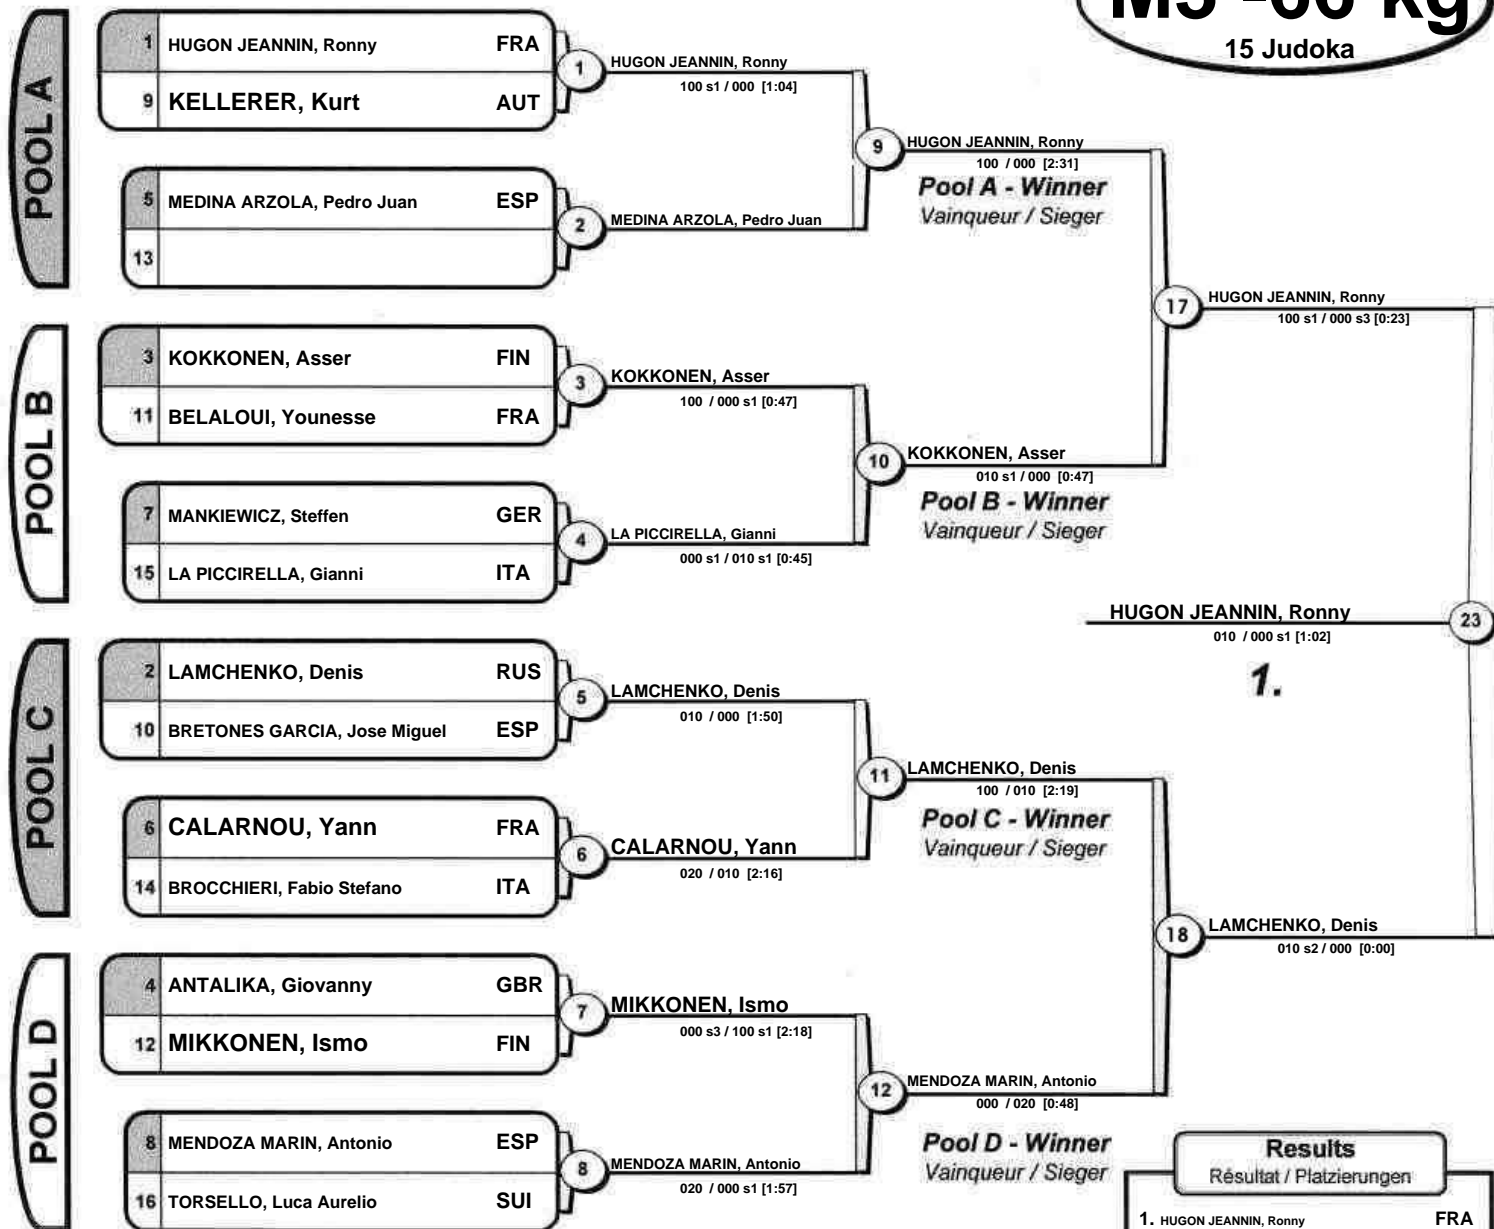 M3 -66 kg
15 Judoka
POOL A
1 HUGON JEANNIN, Ronny FRA
9 KELLERER, Kurt AUT
1
HUGON JEANNIN, Ronny
100 s1 / 000 [1:04]
5 MEDINA ARZOLA, Pedro Juan ESP
13
2
MEDINA ARZOLA, Pedro Juan
9
HUGON JEANNIN, Ronny
100 / 000 [2:31]
Pool A - Winner
Vainqueur / Sieger
POOL B
3 KOKKONEN, Asser FIN
11 BELALOUI, Younesse FRA
3
KOKKONEN, Asser
100 / 000 s1 [0:47]
7 MANKIEWICZ, Steffen GER
15 LA PICCIRELLA, Gianni ITA
4
LA PICCIRELLA, Gianni
000 s1 / 010 s1 [0:45]
10
KOKKONEN, Asser
010 s1 / 000 [0:47]
Pool B - Winner
Vainqueur / Sieger
17
HUGON JEANNIN, Ronny
100 s1 / 000 s3 [0:23]
HUGON JEANNIN, Ronny
010 / 000 s1 [1:02]
1.
23
POOL C
2 LAMCHENKO, Denis RUS
10 BRETONES GARCIA, Jose Miguel ESP
5
LAMCHENKO, Denis
010 / 000 [1:50]
6 CALARNOU, Yann FRA
14 BROCCHIERI, Fabio Stefano ITA
6
CALARNOU, Yann
020 / 010 [2:16]
11
LAMCHENKO, Denis
100 / 010 [2:19]
Pool C - Winner
Vainqueur / Sieger
POOL D
4 ANTALIKA, Giovanny GBR
12 MIKKONEN, Ismo FIN
7
MIKKONEN, Ismo
000 s3 / 100 s1 [2:18]
8 MENDOZA MARIN, Antonio ESP
16 TORSELLO, Luca Aurelio SUI
8
MENDOZA MARIN, Antonio
020 / 000 s1 [1:57]
12
MENDOZA MARIN, Antonio
000 / 020 [0:48]
Pool D - Winner
Vainqueur / Sieger
18
LAMCHENKO, Denis
010 s2 / 000 [0:00]
Results
Résultat / Platzierungen
1. HUGON JEANNIN, Ronny FRA